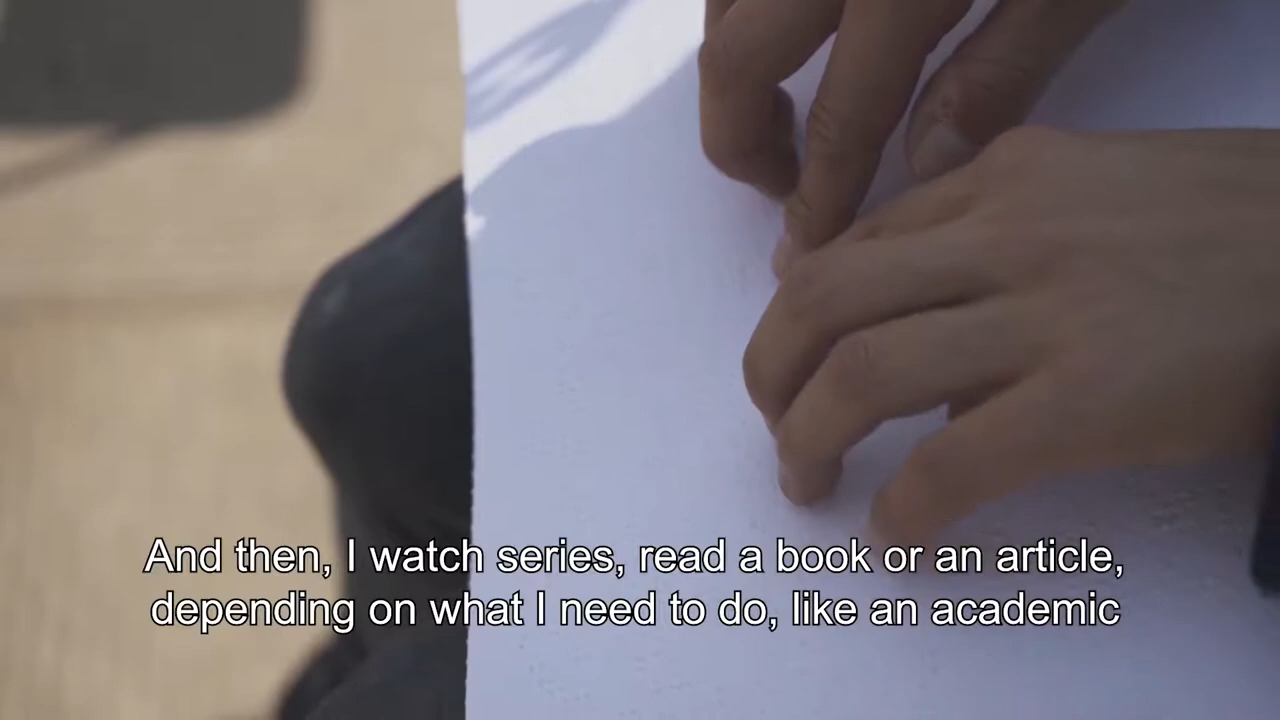 And then, I watch series, read a book or an article,
depending on what I need to do, like an academic